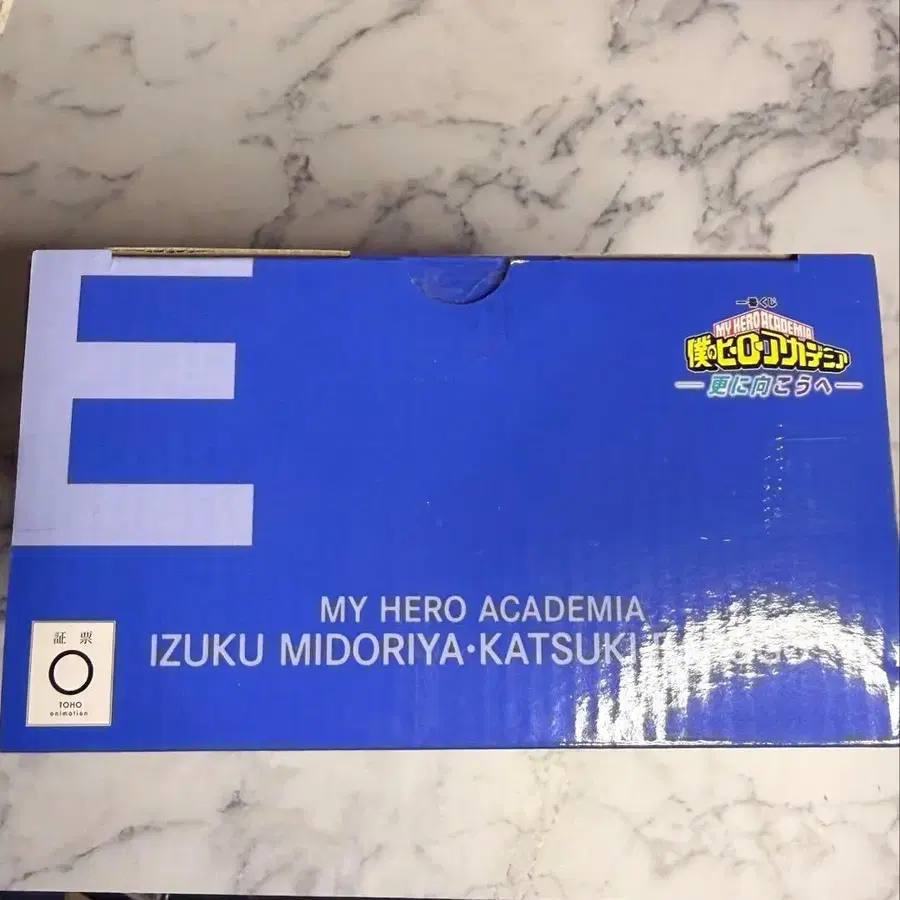 E
一番くじ
MY HERO ACADEMIA
僕のヒーローアカデミア
更に向こうへ
MY HERO ACADEMIA
IZUKU MIDORIYA・KATSUKI
証票
TOHO
animation